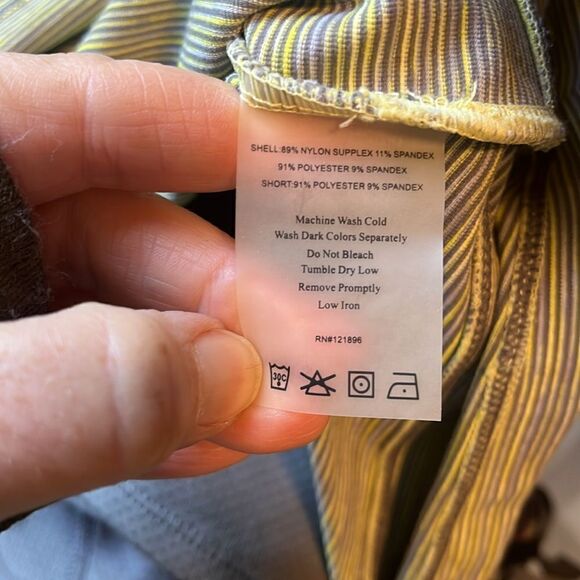 SHELL:89% NYLON SUPPLEX 11% SPANDEX
91% POLYESTER 9% SPANDEX
SHORT:91% POLYESTER 9% SPANDEX
Machine Wash Cold
Wash Dark Colors Separately
Do Not Bleach
Tumble Dry Low
Remove Promptly
Low Iron
RN#121896
30C